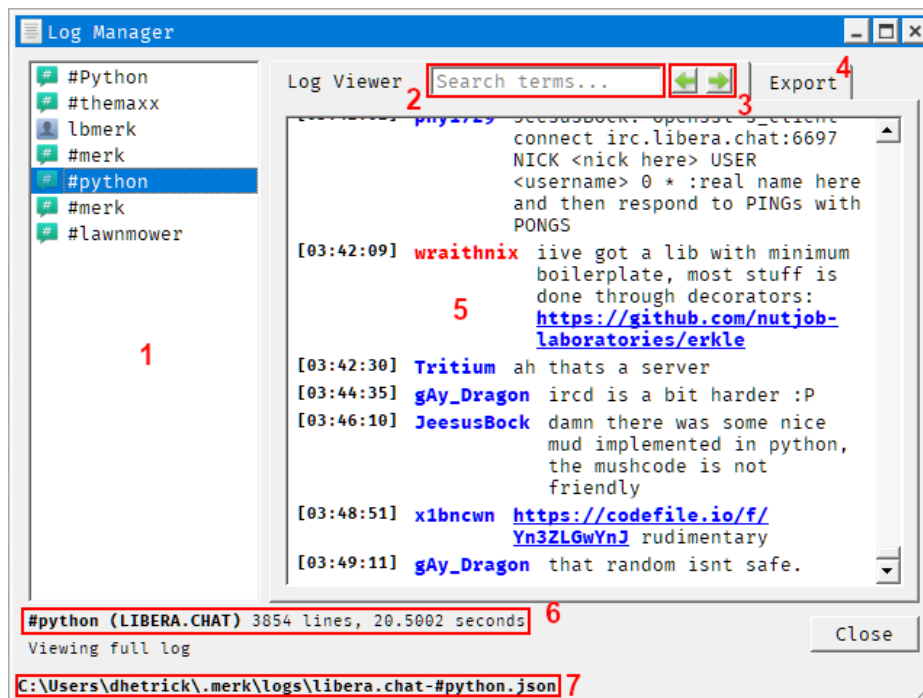 Log Manager
#Python
#themaxx
lbmerk
#merk
#python
#merk
#lawnmower
1
Log Viewer
2
Search terms...
3
Export
4
connect irc.libera.chat:6697
NICK <nick here> USER
<username> 0 * :real name here
and then respond to PINGs with
PONGS
[03:42:09] wraithnix iive got a lib with minimum
boilerplate, most stuff is
done through decorators:
https://github.com/nutjob-
laboratories/erkle
5
[03:42:30] Tritium ah thats a server
[03:44:35] gAy_Dragon ircd is a bit harder :P
[03:46:10] JeesusBock damn there was some nice
mud implemented in python,
the mushcode is not
friendly
[03:48:51] x1bncwn https://codefile.io/f/
Yn3ZLGwYnJ rudimentary
[03:49:11] gAy_Dragon that random isnt safe.
#python (LIBERA.CHAT) 3854 lines, 20.5002 seconds
6
Viewing full log
Close
C:\Users\dhetrick\.merk\logs\libera.chat-#python.json
7